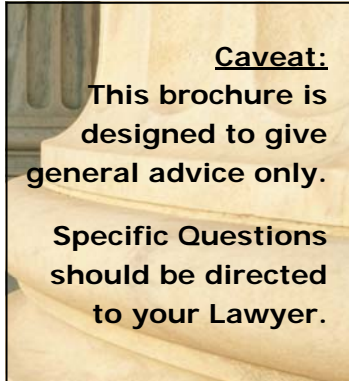 Caveat:
This brochure is
designed to give
general advice only.
Specific Questions
should be directed
to your Lawyer.